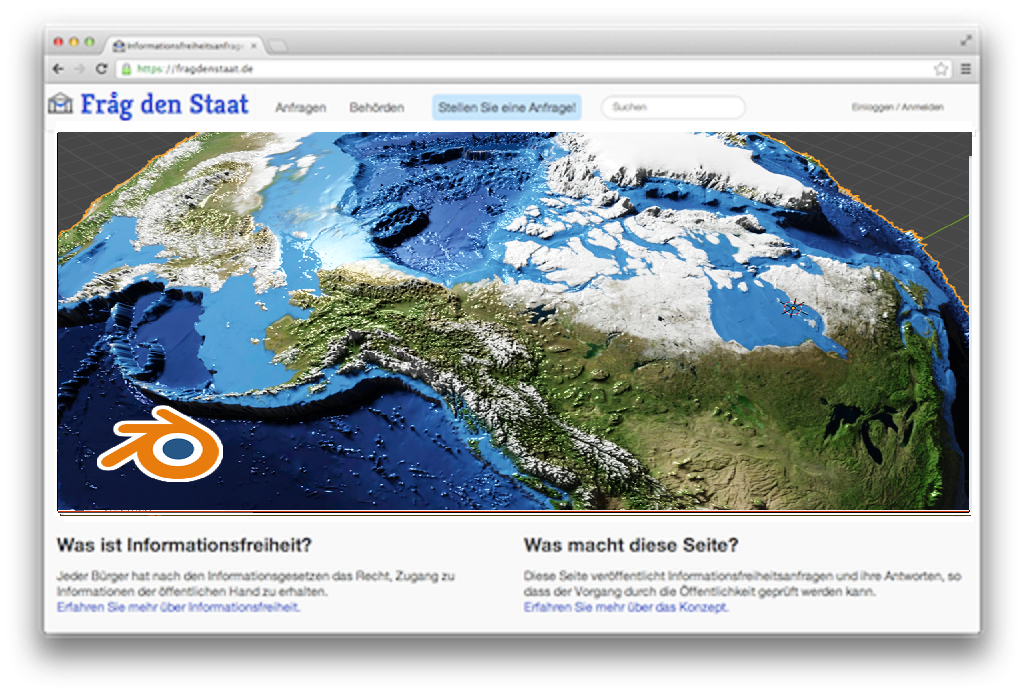 Informationsfreiheitsanfrage
https://fragdenstaat.de
Fråg den Staat
Anfragen
Behörden
Stellen Sie eine Anfrage!
Suchen
Einloggen / Anmelden
Was ist Informationsfreiheit?
Jeder Bürger hat nach den Informationsgesetzen das Recht, Zugang zu
Informationen der öffentlichen Hand zu erhalten.
Erfahren Sie mehr über Informationsfreiheit.
Was macht diese Seite?
Diese Seite veröffentlicht Informationsfreiheitsanfragen und ihre Antworten, so
dass der Vorgang durch die Öffentlichkeit geprüft werden kann.
Erfahren Sie mehr über das Konzept.